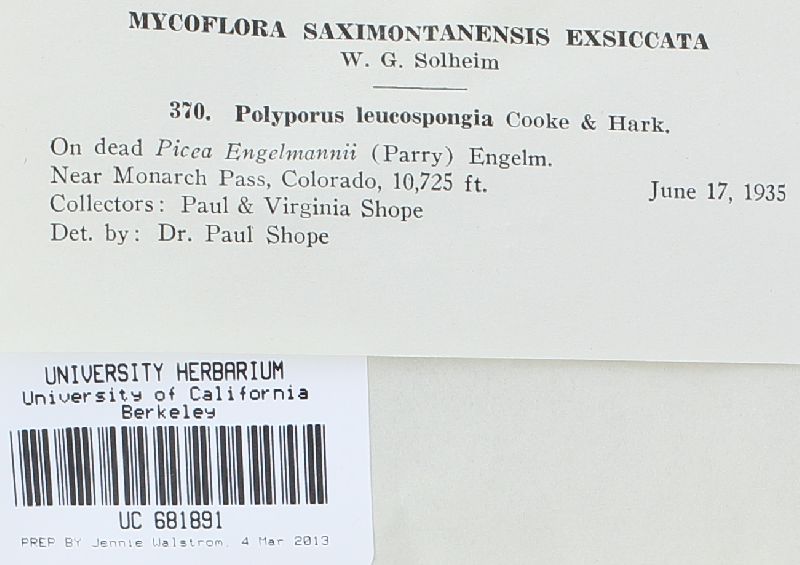 MYCOFLORA SAXIMONTANENSIS EXSICCATA
W. G. Solheim
370. Polyporus leucospongia Cooke & Hark.
On dead Picea Engelmannii (Parry) Engelm.
Near Monarch Pass, Colorado, 10,725 ft. June 17, 1935
Collectors: Paul & Virginia Shope
Det. by: Dr. Paul Shope
UNIVERSITY HERBARIUM
University of California
Berkeley
UC 681891
PREP BY Jennie Walstrom, 4 Mar 2013